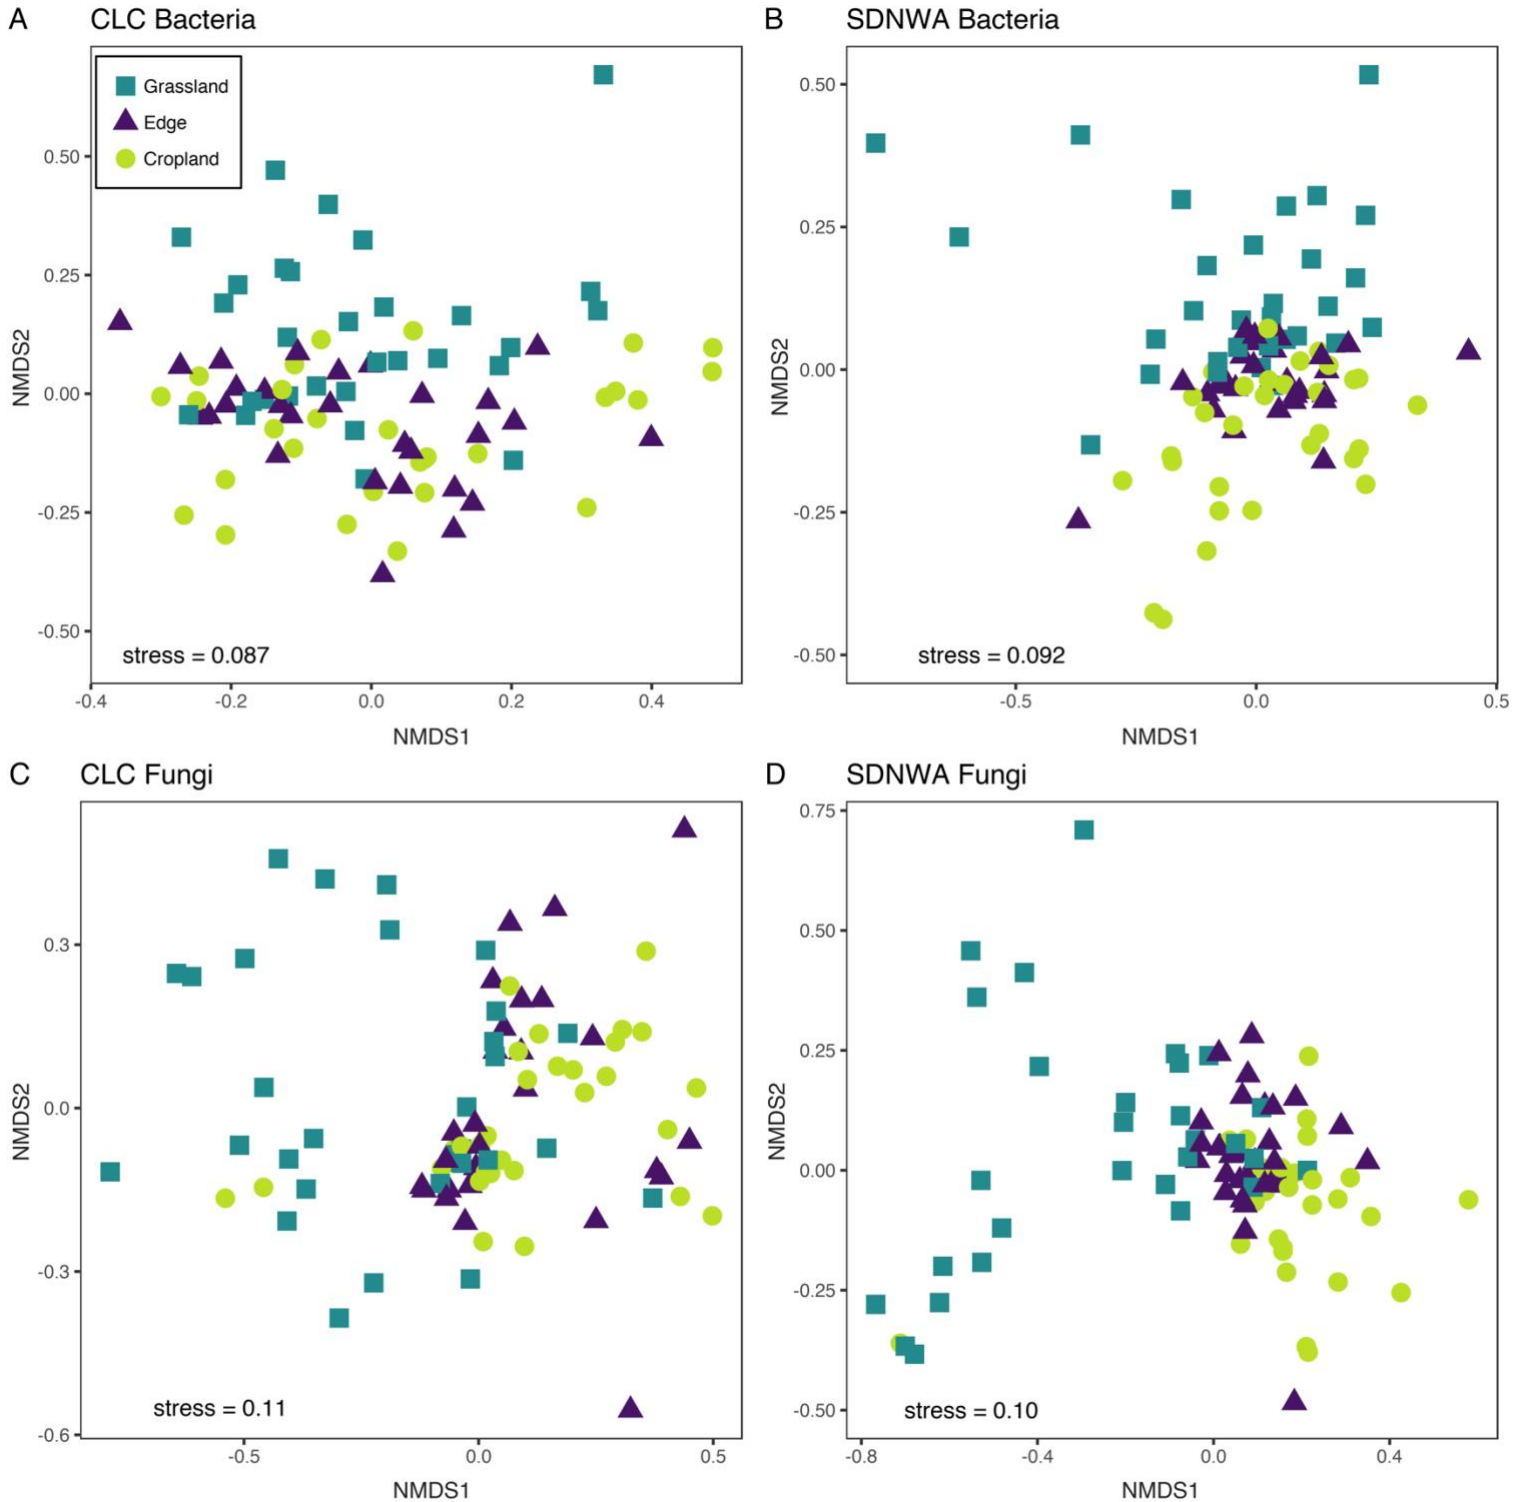 A CLC Bacteria
Grassland
Edge
Cropland
0.50
0.25
0.00
-0.25
-0.50
NMDS2
stress = 0.087
-0.4 -0.2 0.0 0.2 0.4
NMDS1
B SDNWA Bacteria
0.50
0.25
0.00
-0.25
-0.50
NMDS2
stress = 0.092
-0.5 0.0 0.5
NMDS1
C CLC Fungi
0.3
0.0
-0.3
-0.6
NMDS2
stress = 0.11
-0.5 0.0 0.5
NMDS1
D SDNWA Fungi
0.75
0.50
0.25
0.00
-0.25
-0.50
NMDS2
stress = 0.10
-0.8 -0.4 0.0 0.4
NMDS1